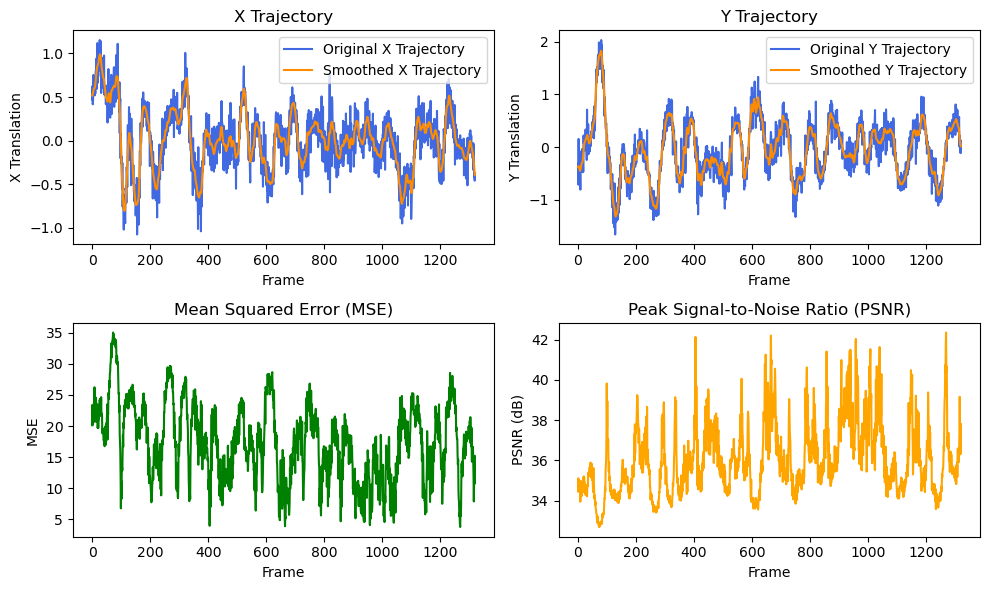 X Trajectory
Original X Trajectory
Smoothed X Trajectory
X Translation
1.0
0.5
0.0
−0.5
−1.0
0 200 400 600 800 1000 1200
Frame
Y Trajectory
Original Y Trajectory
Smoothed Y Trajectory
Y Translation
2
1
0
−1
0 200 400 600 800 1000 1200
Frame
Mean Squared Error (MSE)
MSE
35
30
25
20
15
10
5
0 200 400 600 800 1000 1200
Frame
Peak Signal-to-Noise Ratio (PSNR)
PSNR (dB)
42
40
38
36
34
0 200 400 600 800 1000 1200
Frame